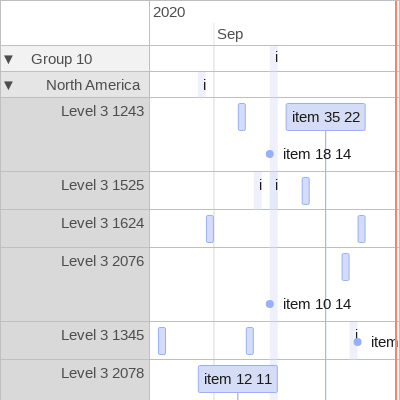 2020
Sep
▼ Group 10 i
▼ North America i
Level 3 1243 item 35 22
item 18 14
Level 3 1525 i i
Level 3 1624
Level 3 2076
item 10 14
Level 3 1345 i item
Level 3 2078 item 12 11